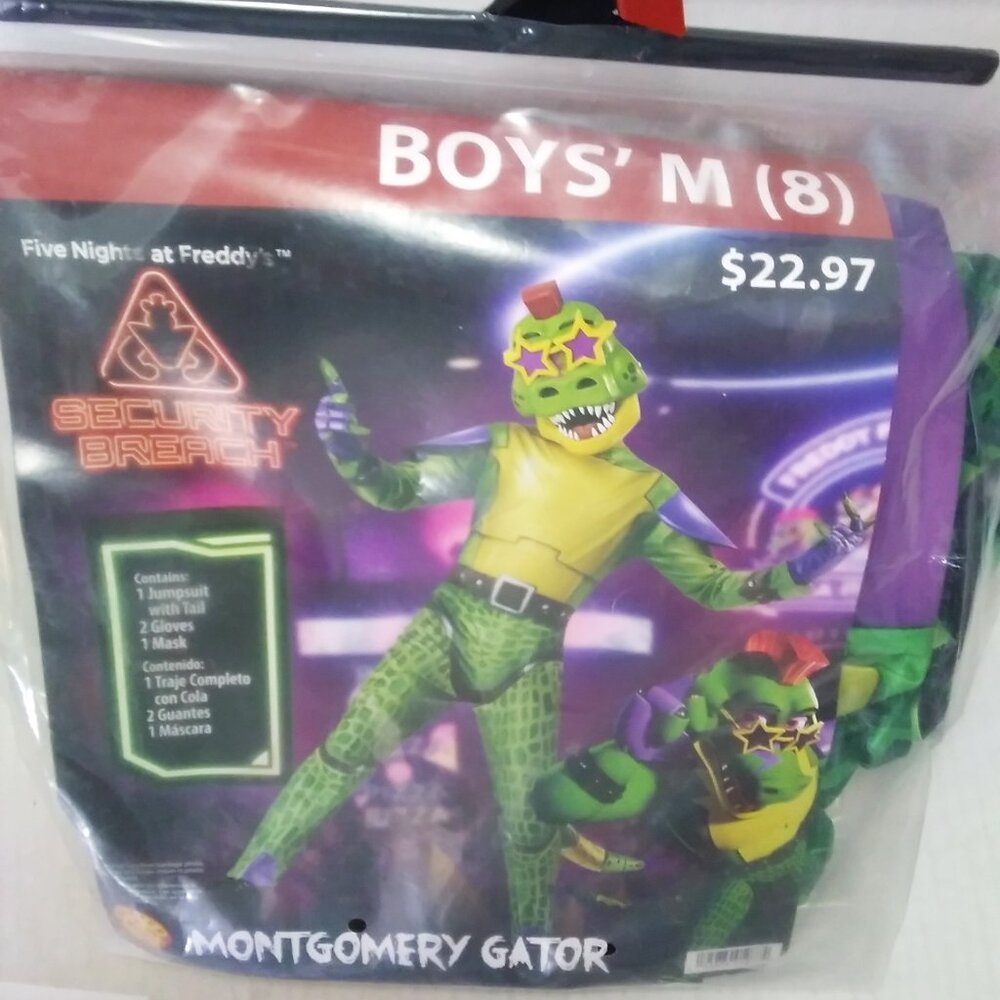 BOYS' M (8)
$22.97
Five Nights at Freddy's™
SECURITY
BREACH
Contains:
1 Jumpsuit
with Tail
2 Gloves
1 Mask
Contenido:
1 Traje Completo
con Cola
2 Guantes
1 Máscara
FREDDY
MONTGOMERY GATOR